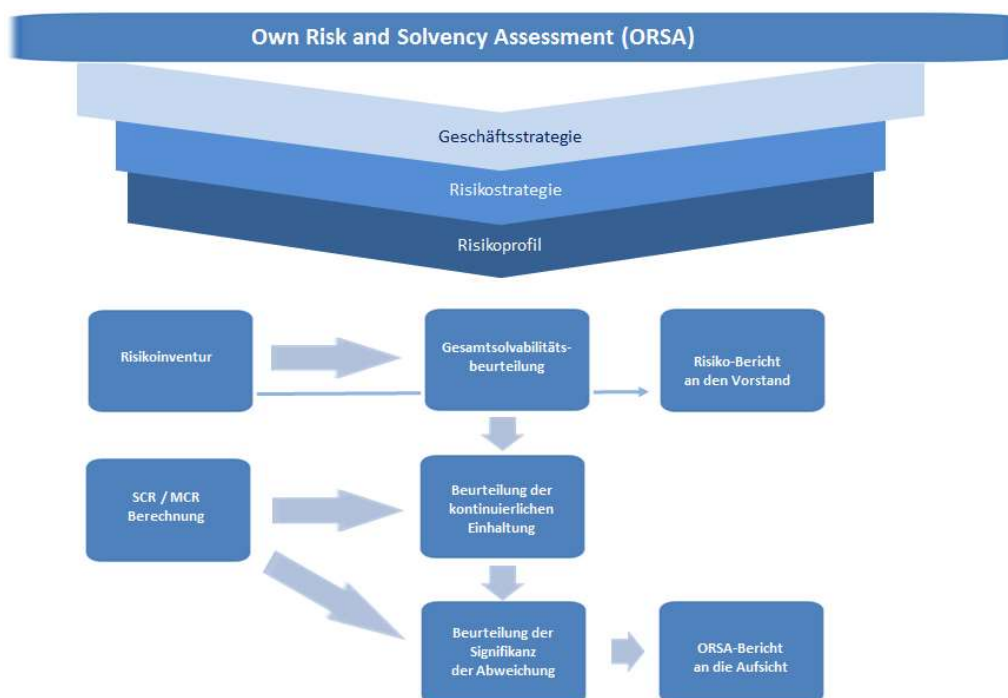 Own Risk and Solvency Assessment (ORSA)
Geschäftsstrategie
Risikostrategie
Risikoprofil
Risikoinventur
Gesamtsolvabilitäts-
beurteilung
Risiko-Bericht
an den Vorstand
SCR / MCR
Berechnung
Beurteilung der
kontinuierlichen
Einhaltung
Beurteilung der
Signifikanz
der Abweichung
ORSA-Bericht
an die Aufsicht